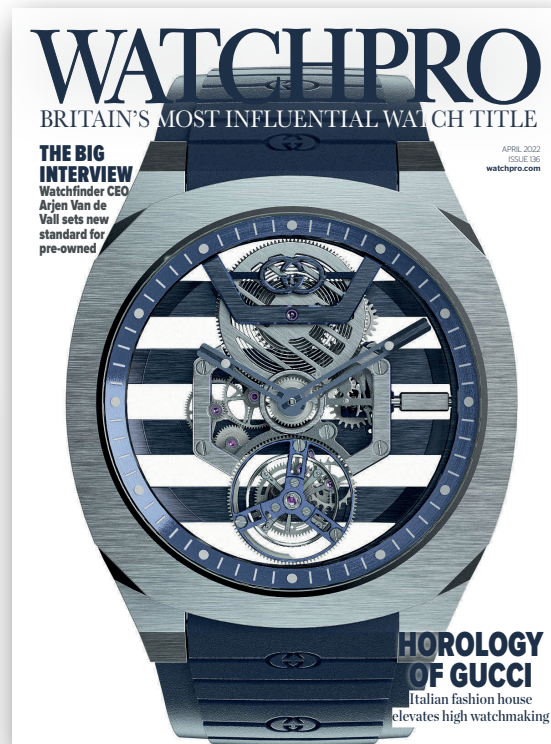 WATCHPRO
BRITAIN'S MOST INFLUENTIAL WATCH TITLE
THE BIG
INTERVIEW
Watchfinder CEO
Arjen Van de
Vall sets new
standard for
pre-owned
APRIL 2022
ISSUE 136
watchpro.com
HOROLOGY
OF GUCCI
Italian fashion house
elevates high watchmaking